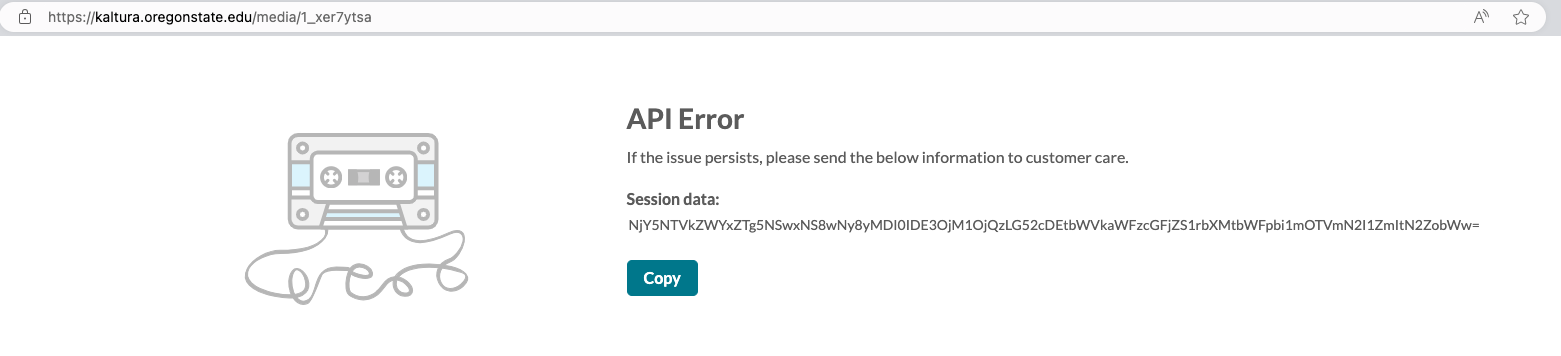 https://kaltura.oregonstate.edu/media/1_xer7ytsa
API Error
If the issue persists, please send the below information to customer care.
Session data:
NjY5NTVkZWYxZTg5NSwxNS8wNy8yMDI0IDE3OjM1OjQzLG52cDEtbWVkaWFzcGFjZS1rbXMtbWFpbi1mOTVmN2I1ZmItN2ZobWw=
Copy